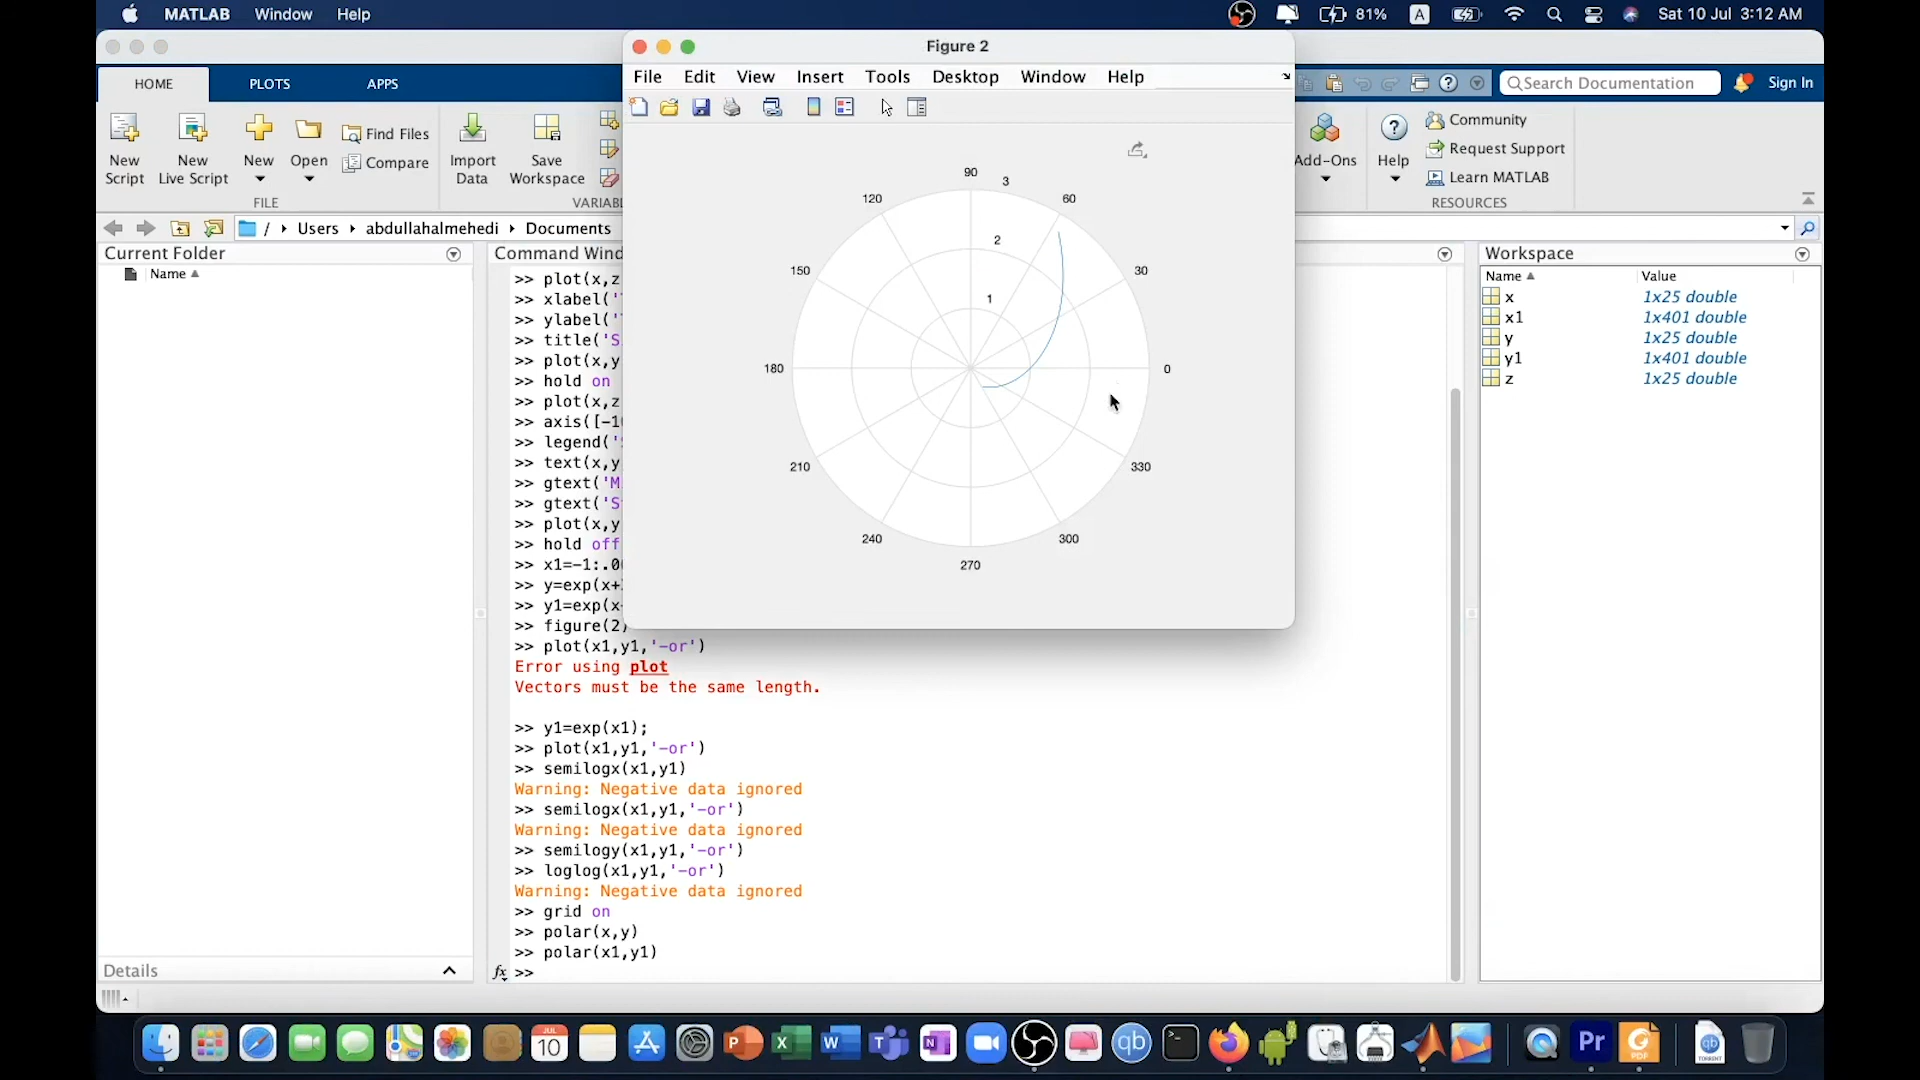 MATLAB Window Help
81% A Sat 10 Jul 3:12 AM
Figure 2
File Edit View Insert Tools Desktop Window Help
HOME PLOTS APPS
Search Documentation Sign In
New Script
New Live Script
New
Open
Find Files
Compare
Import Data
Save Workspace
Add-Ons
Help
Community
Request Support
Learn MATLAB
FILE
RESOURCES
/ Users abdullahalmehedi Documents
Current Folder
Name
Details
Command
>> plot(x,z
>> xlabel('
>> ylabel('
>> title('S
>> plot(x,y
>> hold on
>> plot(x,z
>> axis([-1
>> legend('
>> text(x,y
>> gtext('M
>> gtext('S
>> plot(x,y
>> hold off
>> x1=-1:.0
>> y=exp(x+
>> y1=exp(x
>> figure(2)
>> plot(x1,y1,'-or')
Error using plot
Vectors must be the same length.
>> y1=exp(x1);
>> plot(x1,y1,'-or')
>> semilogx(x1,y1)
Warning: Negative data ignored
>> semilogx(x1,y1,'-or')
Warning: Negative data ignored
>> semilogy(x1,y1,'-or')
>> loglog(x1,y1,'-or')
Warning: Negative data ignored
>> grid on
>> polar(x,y)
>> polar(x1,y1)
fx >>
90
3
120
60
2
150
30
1
180
0
210
330
240
300
270
Workspace
Name Value
x 1x25 double
x1 1x401 double
y 1x25 double
y1 1x401 double
z 1x25 double
JUL
10
P
X
W
T
N
qb
Pr
PDF
qb
TORRENT